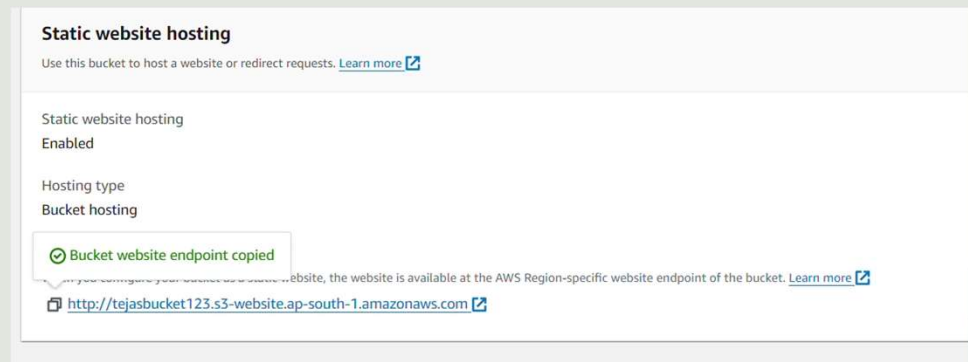 Static website hosting
Use this bucket to host a website or redirect requests. Learn more
Static website hosting
Enabled
Hosting type
Bucket hosting
Bucket website endpoint copied
website, the website is available at the AWS Region-specific website endpoint of the bucket. Learn more
http://tejasbucket123.s3-website.ap-south-1.amazonaws.com